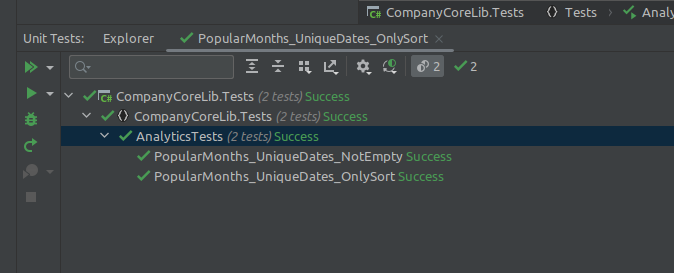 CompanyCoreLib.Tests > Tests > Analy
Unit Tests: Explorer PopularMonths_UniqueDates_OnlySort ×
2 2
C# CompanyCoreLib.Tests (2 tests) Success
CompanyCoreLib.Tests (2 tests) Success
AnalyticsTests (2 tests) Success
PopularMonths_UniqueDates_NotEmpty Success
PopularMonths_UniqueDates_OnlySort Success